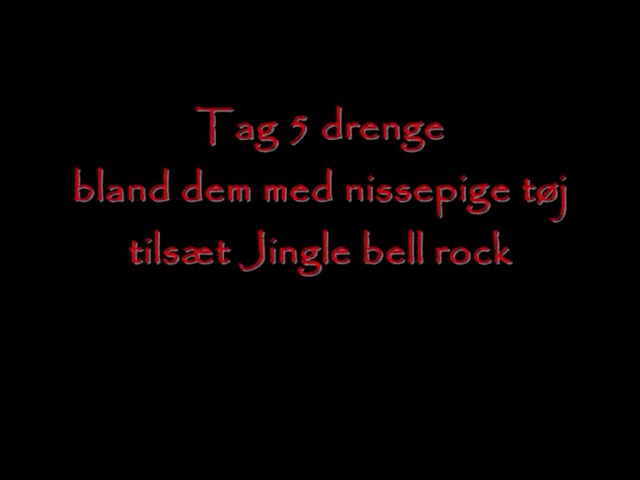 Tag 5 drenge
bland dem med nissepige tøj
tilsæt Jingle bell rock